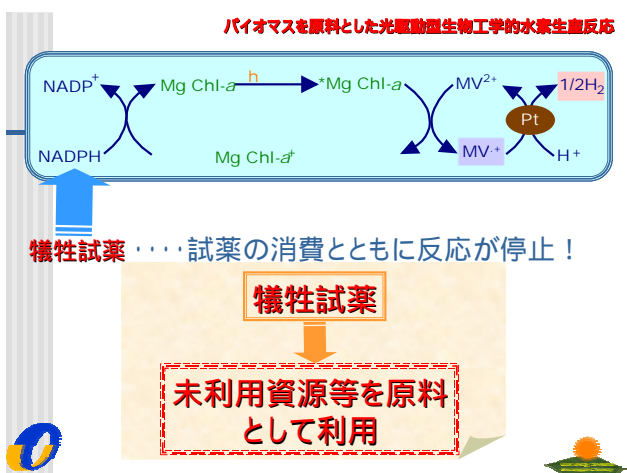 バイオマスを原料とした光駆動型生物工学的水素生産反応
NADP+ Mg Chl-a h *Mg Chl-a MV2+ 1/2H2
Pt
NADPH Mg Chl-a+ MV·+ H+
犠牲試薬 ････試薬の消費とともに反応が停止！
犠牲試薬
未利用資源等を原料
として利用